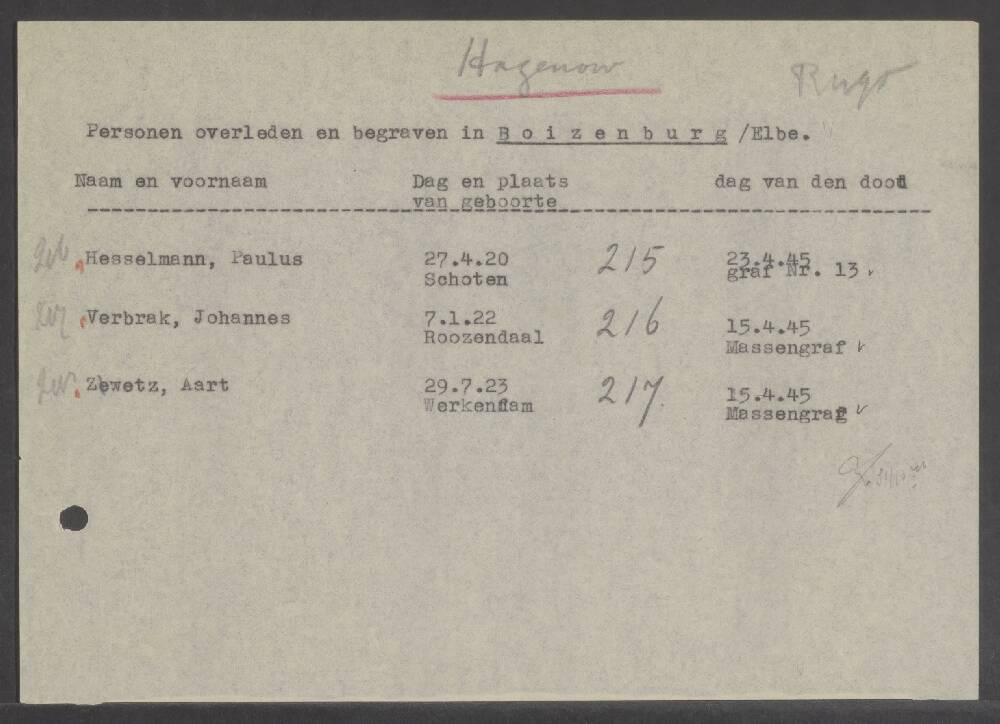 Hagenow
Personen overleden en begraven in B o i z e n b u r g /Elbe.
Naam en voornaam Dag en plaats dag van den dood
van geboorte
Hesselmann, Paulus 27.4.20 215 23.4.45
Schoten graf Nr. 13
Verbrak, Johannes 7.1.22 216 15.4.45
Roozendaal Massengraf
Zewetz, Aart 29.7.23 217 15.4.45
Werkendam Massengraf